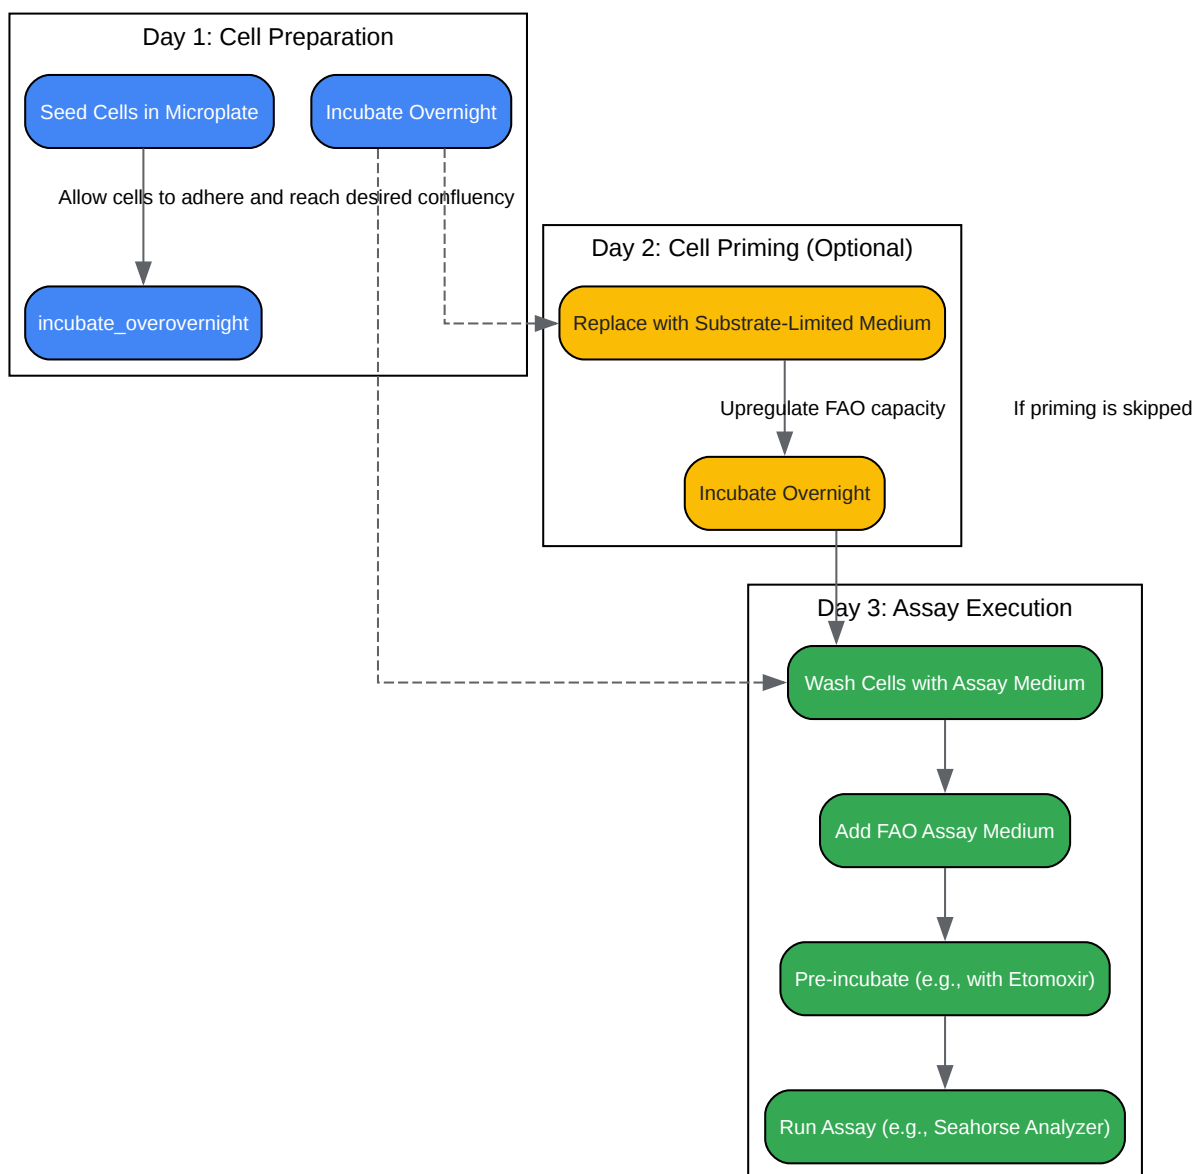 Day 1: Cell Preparation
Seed Cells in Microplate
Incubate Overnight
Allow cells to adhere and reach desired confluency
incubate_overovernight
Day 2: Cell Priming (Optional)
Replace with Substrate-Limited Medium
Upregulate FAO capacity
If priming is skipped
Incubate Overnight
Day 3: Assay Execution
Wash Cells with Assay Medium
Add FAO Assay Medium
Pre-incubate (e.g., with Etomoxir)
Run Assay (e.g., Seahorse Analyzer)